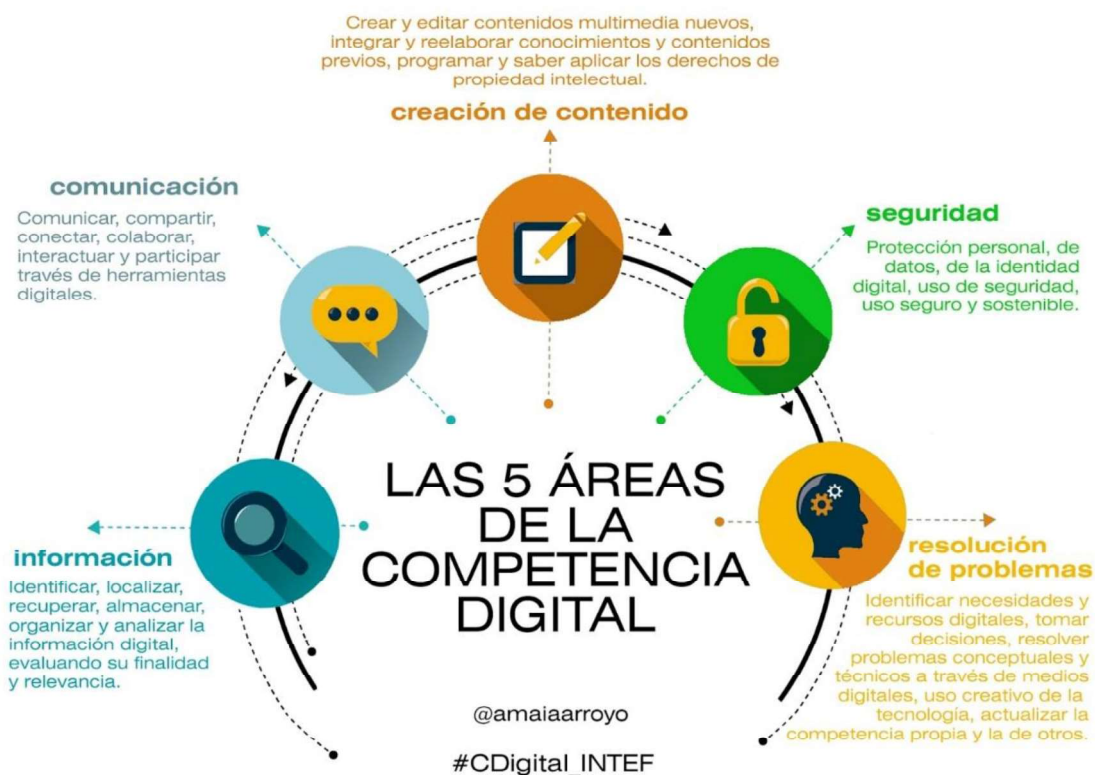 Crear y editar contenidos multimedia nuevos,
integrar y reelaborar conocimientos y contenidos
previos, programar y saber aplicar los derechos de
propiedad intelectual.
creación de contenido
comunicación
Comunicar, compartir,
conectar, colaborar,
interactuar y participar
través de herramientas
digitales.
seguridad
Protección personal, de
datos, de la identidad
digital, uso de seguridad,
uso seguro y sostenible.
información
Identificar, localizar,
recuperar, almacenar,
organizar y analizar la
información digital,
evaluando su finalidad
y relevancia.
LAS 5 ÁREAS
DE LA
COMPETENCIA
DIGITAL
resolución
de problemas
Identificar necesidades y
recursos digitales, tomar
decisiones, resolver
problemas conceptuales y
técnicos a través de medios
digitales, uso creativo de la
tecnología, actualizar la
competencia propia y la de otros.
@amaiaarroyo
#CDigital_INTEF